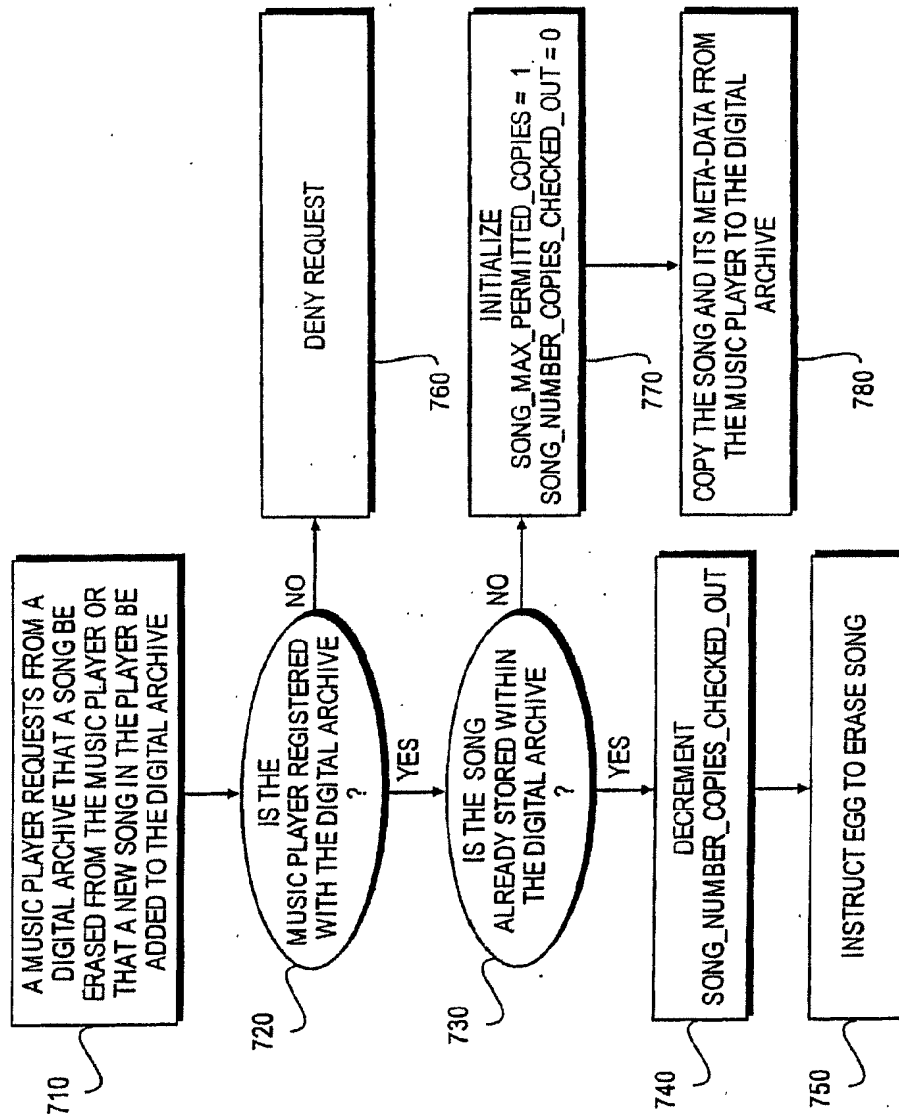 A MUSIC PLAYER REQUESTS FROM A
DIGITAL ARCHIVE THAT A SONG BE
ERASED FROM THE MUSIC PLAYER OR
THAT A NEW SONG IN THE PLAYER BE
ADDED TO THE DIGITAL ARCHIVE
710
IS THE
MUSIC PLAYER REGISTERED
WITH THE DIGITAL ARCHIVE
?
720
NO
DENY REQUEST
760
YES
IS THE SONG
ALREADY STORED WITHIN
THE DIGITAL ARCHIVE
?
730
NO
INITIALIZE
SONG_MAX_PERMITTED_COPIES = 1
SONG_NUMBER_COPIES_CHECKED_OUT = 0
770
YES
DECREMENT
SONG_NUMBER_COPIES_CHECKED_OUT
740
COPY THE SONG AND ITS META-DATA FROM
THE MUSIC PLAYER TO THE DIGITAL
ARCHIVE
780
INSTRUCT EGG TO ERASE SONG
750